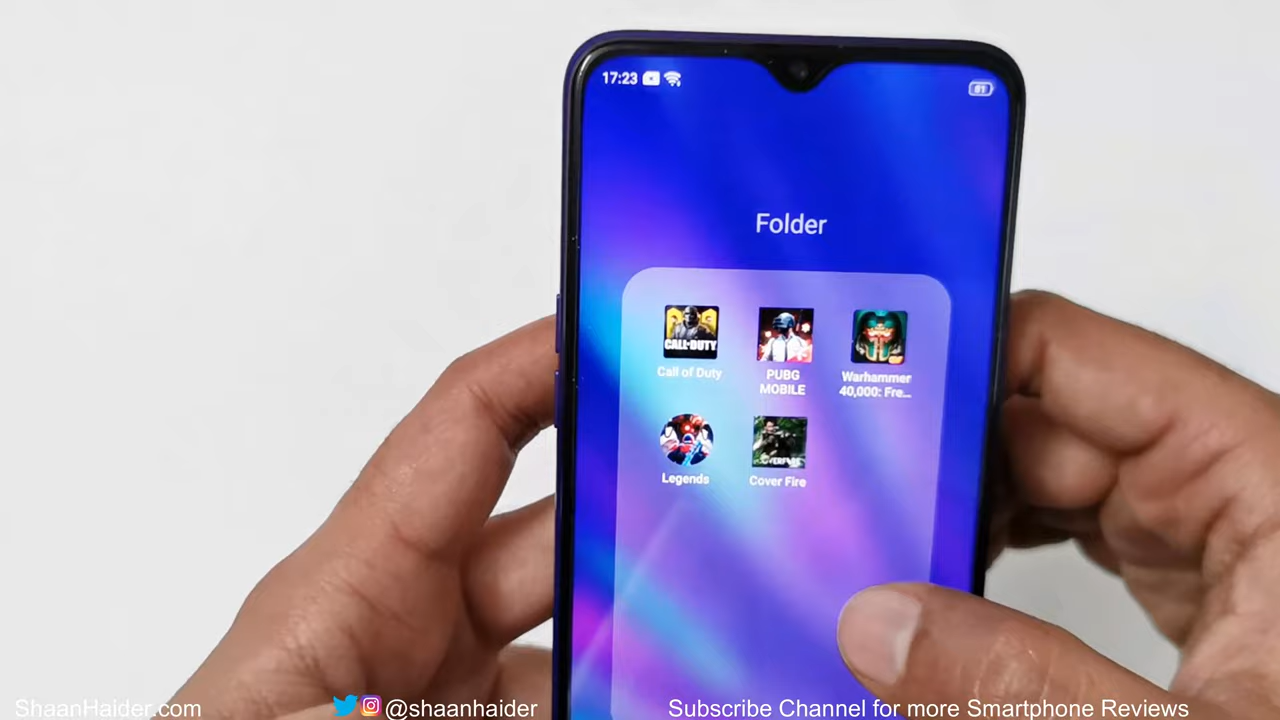 17:23
81
Folder
CALL·DUTY
Call of Duty
PUBG
MOBILE
Warhammer
40,000: Fre...
Legends
Cover Fire
ShaanHaider.com
@shaanhaider
Subscribe Channel for more Smartphone Reviews